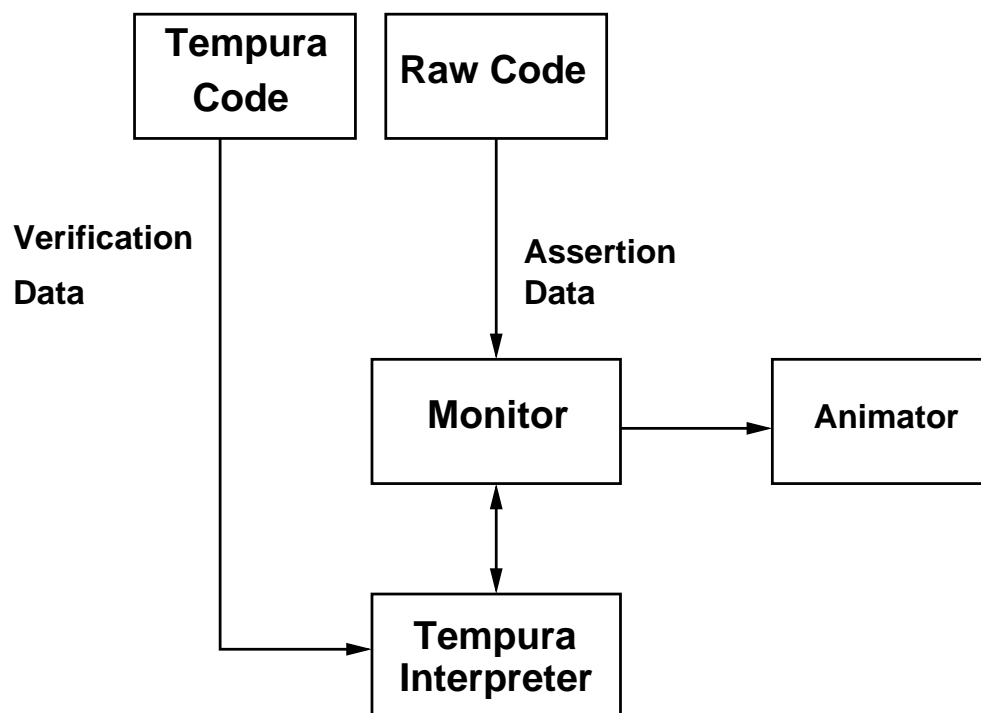 Tempura
Code
Raw Code
Verification
Data
Assertion
Data
Monitor
Animator
Tempura
Interpreter